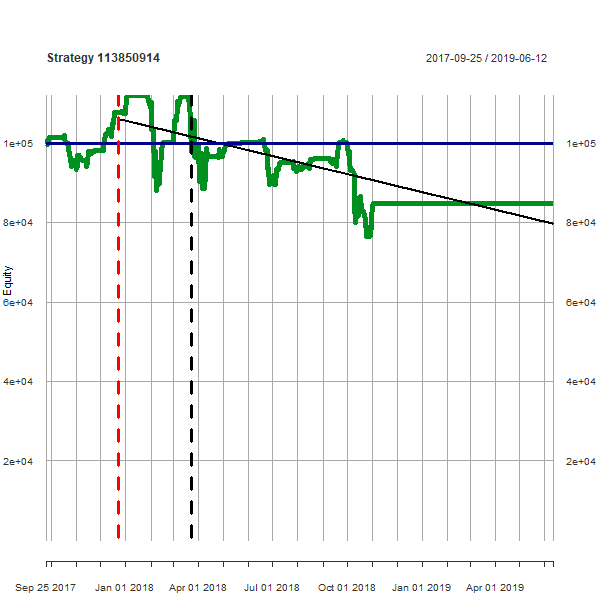 Strategy 113850914
2017-09-25 / 2019-06-12
1e+05
1e+05
8e+04
8e+04
Equity
6e+04
6e+04
4e+04
4e+04
2e+04
2e+04
Sep 25 2017
Jan 01 2018
Apr 01 2018
Jul 01 2018
Oct 01 2018
Jan 01 2019
Apr 01 2019